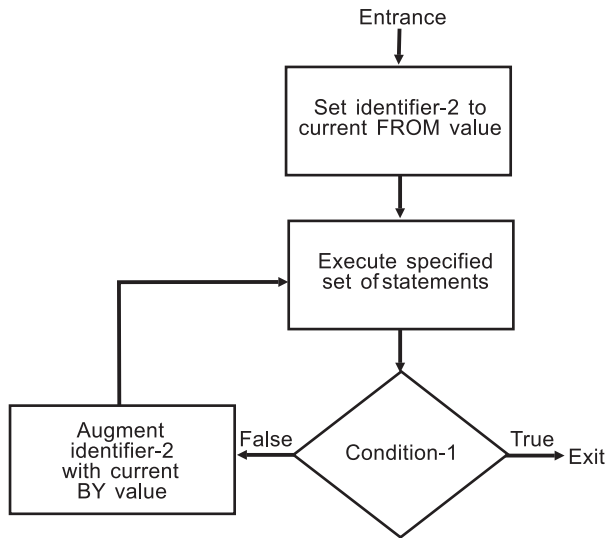 Entrance
Set identifier-2 to
current FROM value
Execute specified
set of statements
Augment
identifier-2
with current
BY value
False
Condition-1
True
Exit